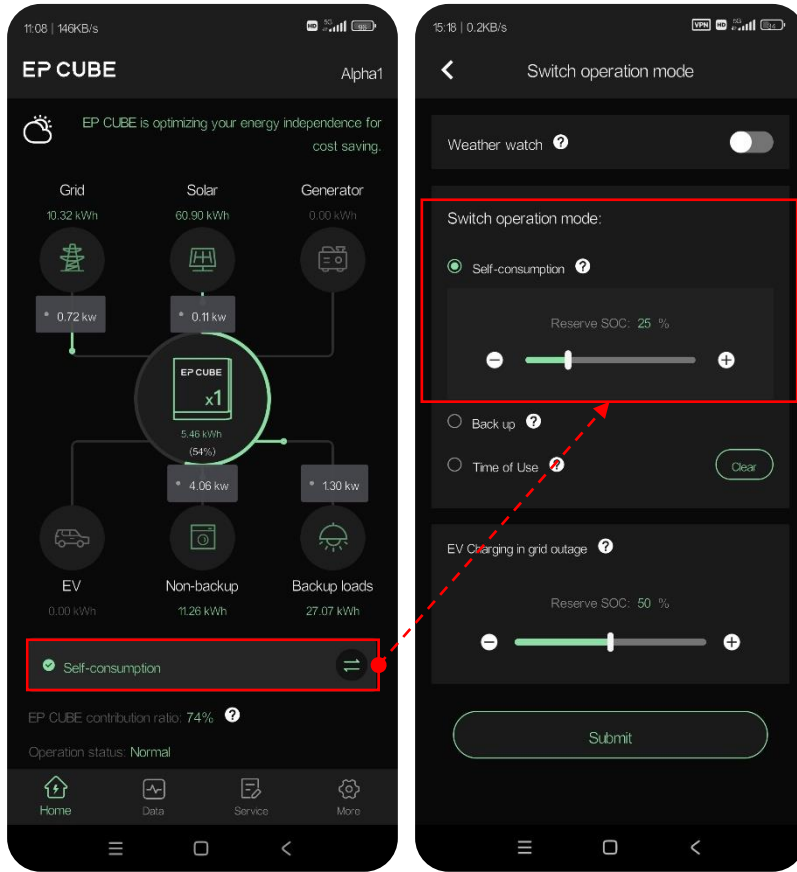 11:08 | 146KB/s
HD 5G
EP CUBE
Alpha1
EP CUBE is optimizing your energy independence for
cost saving.
Grid
Solar
Generator
10.32 kWh
60.90 kWh
0.00 kWh
0.72 kw
0.11 kw
EP CUBE
x1
5.46 kWh
(54%)
4.06 kw
1.30 kw
EV
Non-backup
Backup loads
0.00 kWh
11.26 kWh
27.07 kWh
Self-consumption
EP CUBE contribution ratio: 74% ?
Operation status: Normal
Home
Data
Service
More
15:18 | 0.2KB/s
VPN HD 5G
Switch operation mode
Weather watch ?
Switch operation mode:
Self-consumption ?
Reserve SOC: 25 %
Back up ?
Time of Use ?
Clear
EV Charging in grid outage ?
Reserve SOC: 50 %
Submit